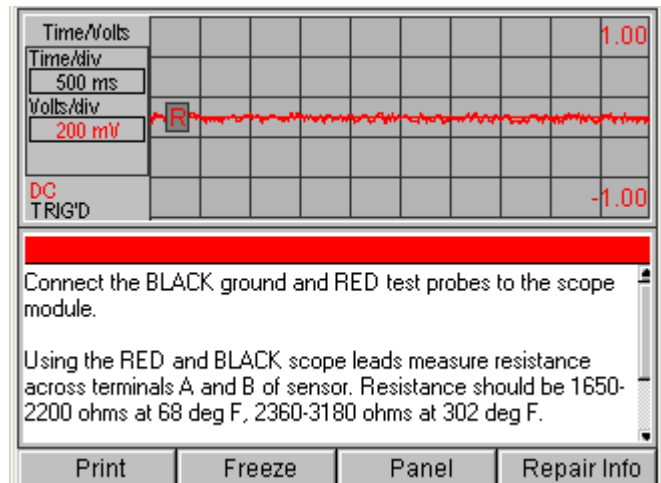 Time/Volts
1.00
Time/div
500 ms
Volts/div
200 mV
R
DC
-1.00
TRIG'D
Connect the BLACK ground and RED test probes to the scope
module.
Using the RED and BLACK scope leads measure resistance
across terminals A and B of sensor. Resistance should be 1650-
2200 ohms at 68 deg F, 2360-3180 ohms at 302 deg F.
Print
Freeze
Panel
Repair Info